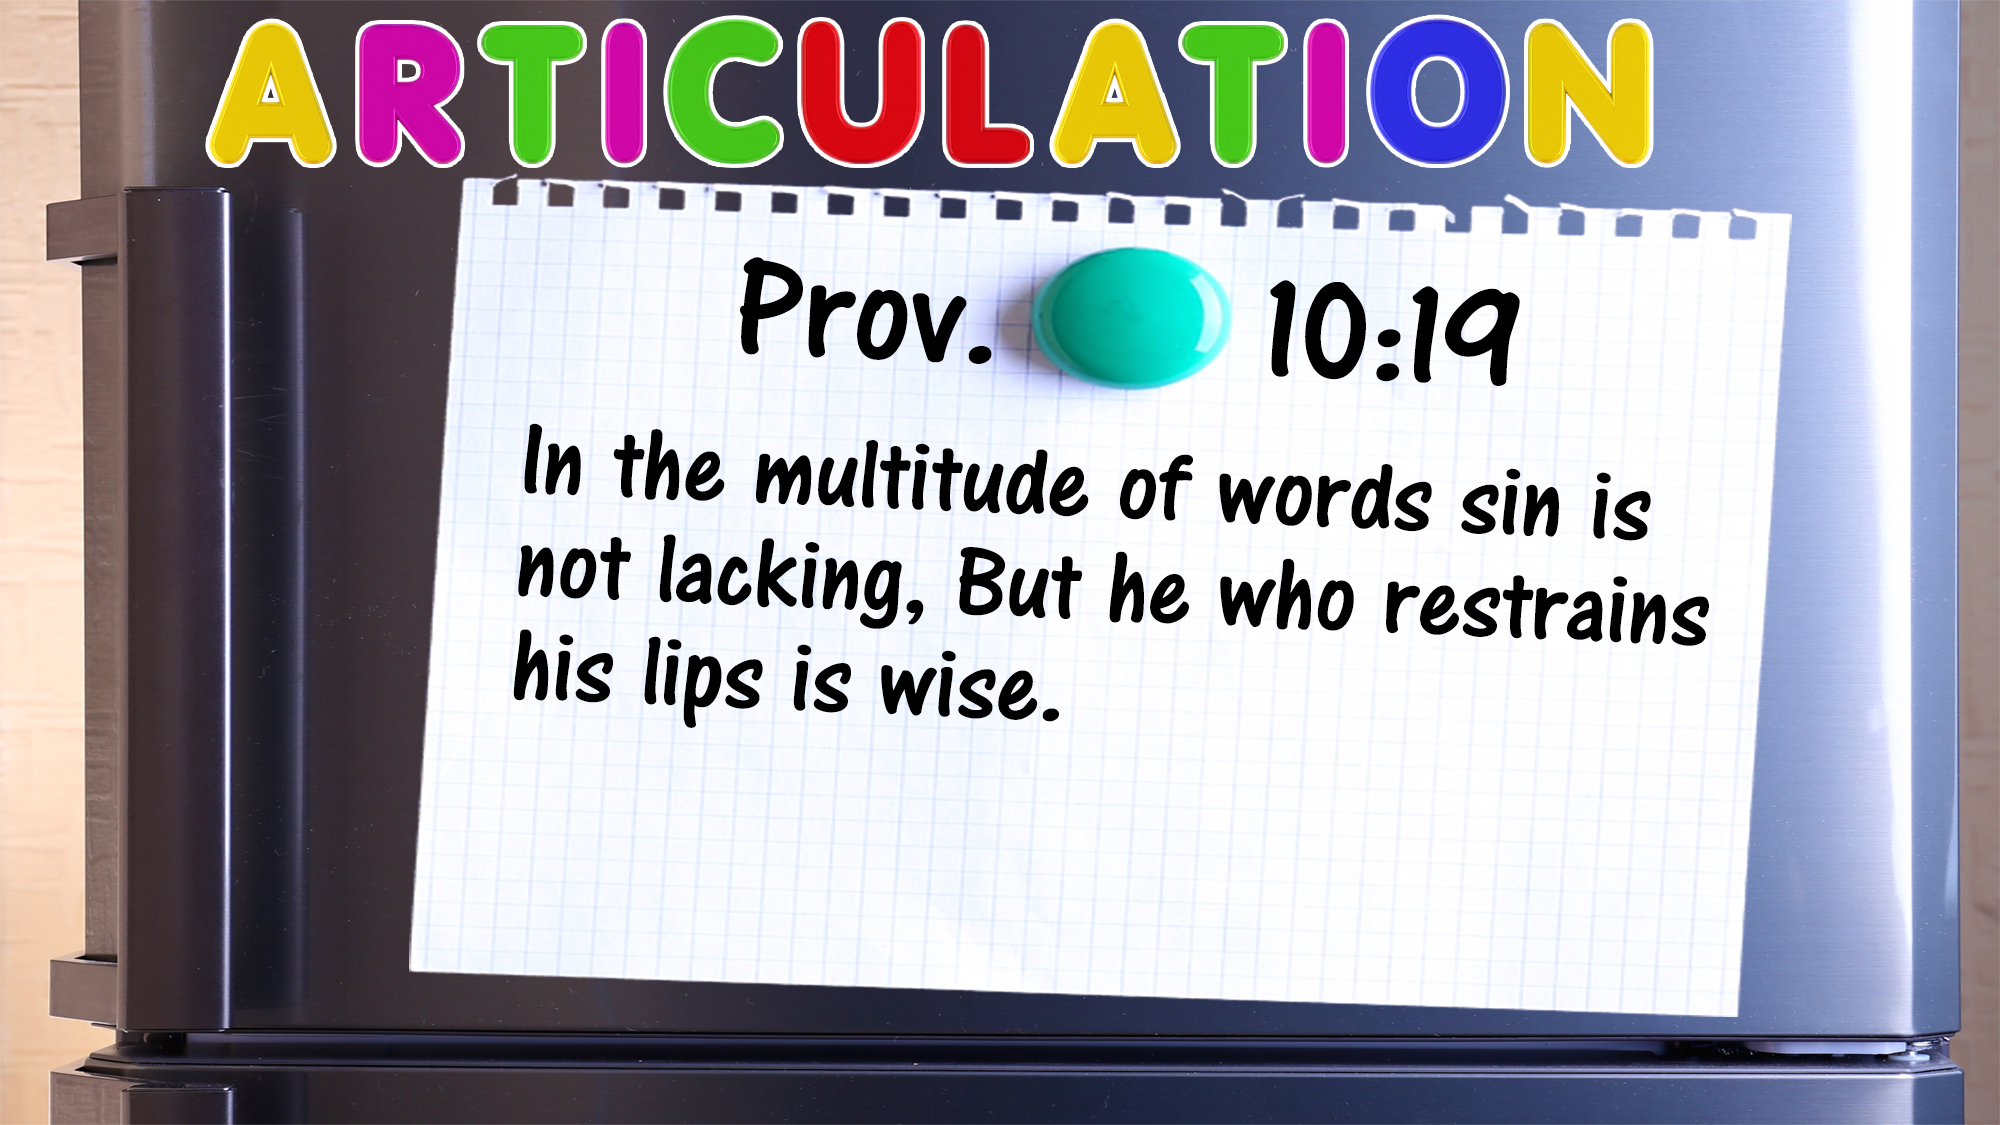 ARTICULATION
Prov. 10:19
In the multitude of words sin is
not lacking, But he who restrains
his lips is wise.